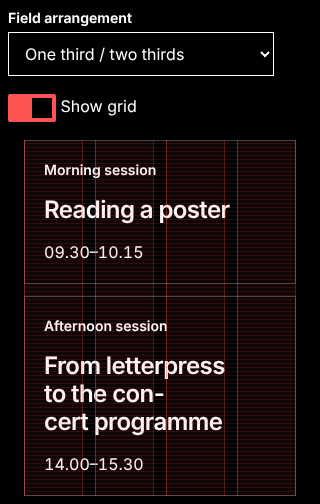 Field arrangement
One third / two thirds
Show grid
Morning session
Reading a poster
09.30–10.15
Afternoon session
From letterpress
to the con-
cert programme
14.00–15.30